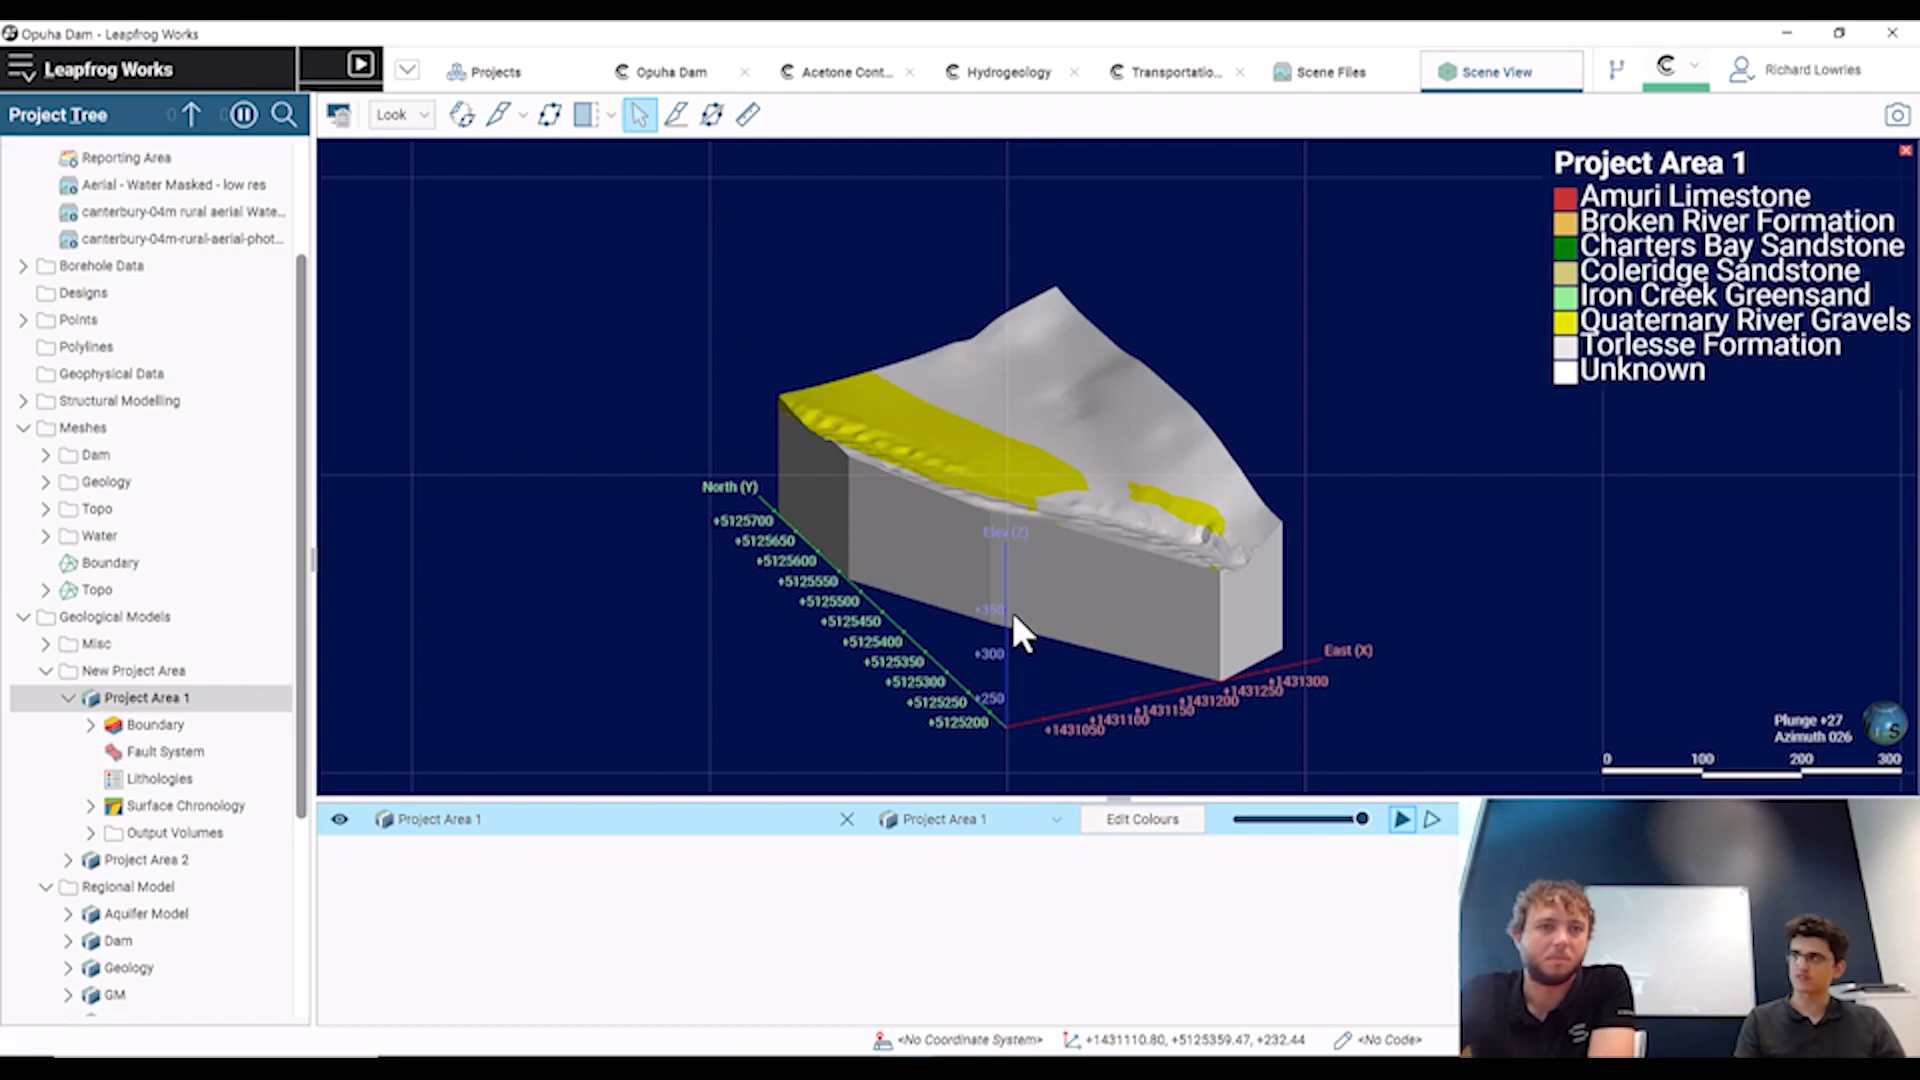 Opuha Dam - Leapfrog Works
Leapfrog Works
Projects
Opuha Dam
Acetone Cont...
Hydrogeology
Transportatio...
Scene Files
Scene View
Richard Lowries
Project Tree
Look
Reporting Area
Aerial - Water Masked - low res
canterbury-04m rural aerial Wate...
canterbury-04m-rural-aerial-phot...
Borehole Data
Designs
Points
Polylines
Geophysical Data
Structural Modelling
Meshes
Dam
Geology
Topo
Water
Boundary
Topo
Geological Models
Misc
New Project Area
Project Area 1
Boundary
Fault System
Lithologies
Surface Chronology
Output Volumes
Project Area 2
Regional Model
Aquifer Model
Dam
Geology
GM
Project Area 1
Amuri Limestone
Broken River Formation
Charters Bay Sandstone
Coleridge Sandstone
Iron Creek Greensand
Quaternary River Gravels
Torlesse Formation
Unknown
North (Y)
+5125700
+5125650
+5125600
+5125550
+5125500
+5125450
+5125400
+5125350
+5125300
+5125250
+5125200
Elev (Z)
+350
+300
+250
East (X)
+1431300
+1431250
+1431200
+1431150
+1431100
+1431050
Plunge +27
Azimuth 026
0 100 200 300
Project Area 1
Project Area 1
Edit Colours
<No Coordinate System>
+1431110.80, +5125359.47, +232.44
<No Code>